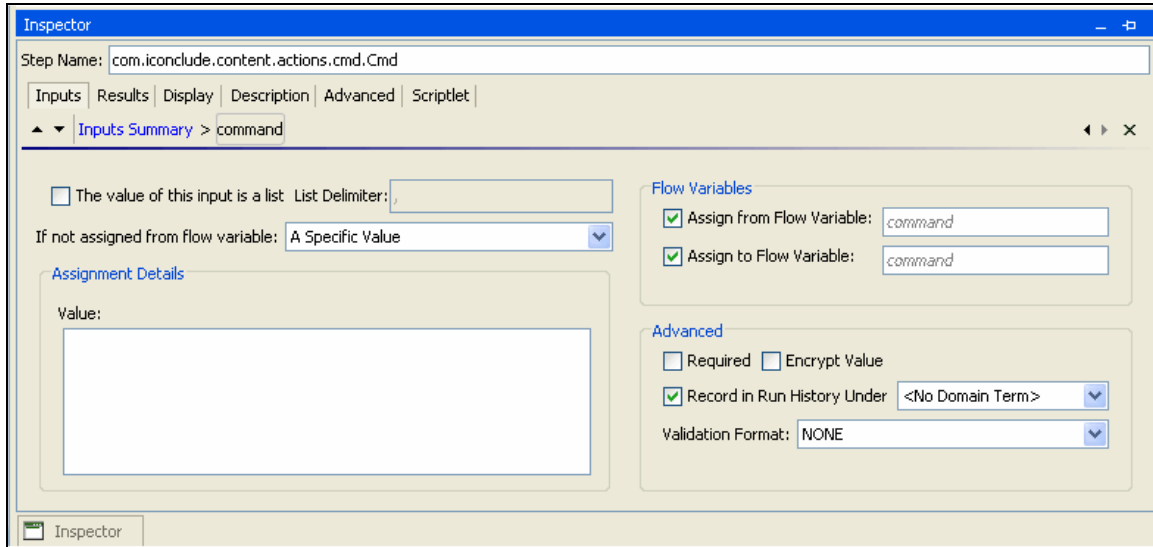 Inspector
Step Name: com.iconclude.content.actions.cmd.Cmd
Inputs Results Display Description Advanced Scriptlet
Inputs Summary > command
The value of this input is a list List Delimiter: ,
If not assigned from flow variable: A Specific Value
Assignment Details
Value:
Flow Variables
Assign from Flow Variable: command
Assign to Flow Variable: command
Advanced
Required Encrypt Value
Record in Run History Under <No Domain Term>
Validation Format: NONE
Inspector